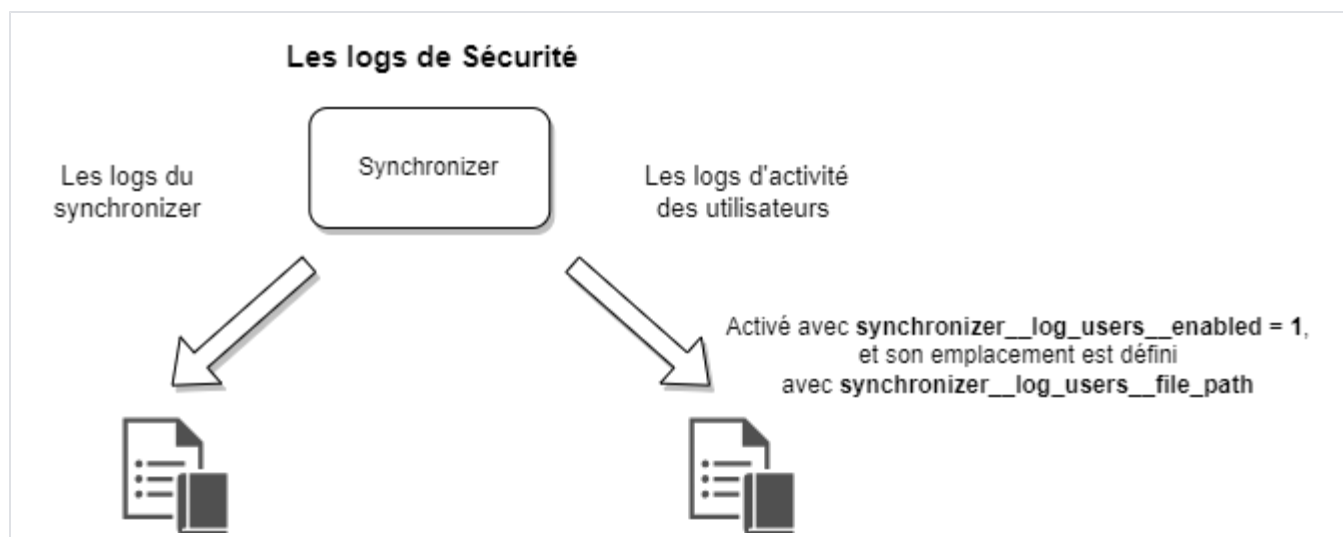 Les logs de Sécurité
Synchronizer
Les logs du
synchronizer
Les logs d'activité
des utilisateurs
Activé avec synchronizer__log_users__enabled = 1,
et son emplacement est défini
avec synchronizer__log_users__file_path